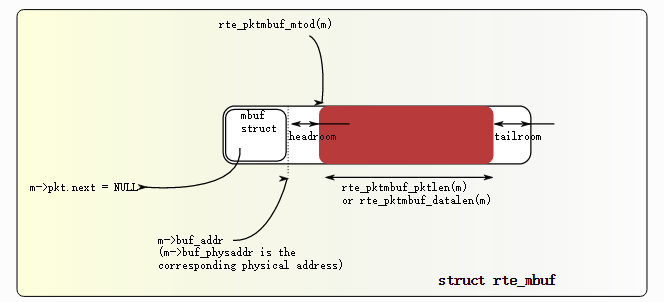 rte_pktmbuf_mtod(m)
mbuf
struct
headroom
tailroom
m->pkt.next = NULL
rte_pktmbuf_pktlen(m)
or rte_pktmbuf_datalen(m)
m->buf_addr
(m->buf_physaddr is the
corresponding physical address)
struct rte_mbuf